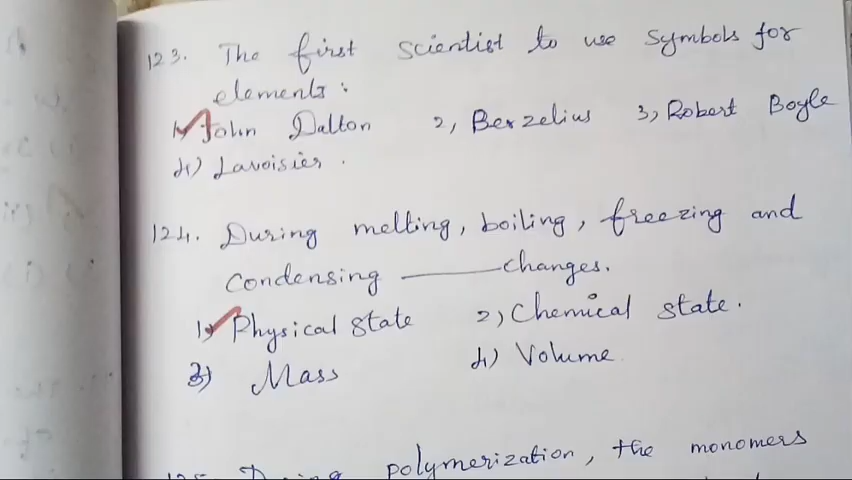 123. The first scientist to use symbols for
elements:
1) John Dalton 2, Berzelius 3, Robert Boyle
4) Lavoisier.
124. During melting, boiling, freezing and
condensing ——— changes.
1) Physical state 2) Chemical state.
3) Mass 4) Volume
125. During polymerization, the monomers